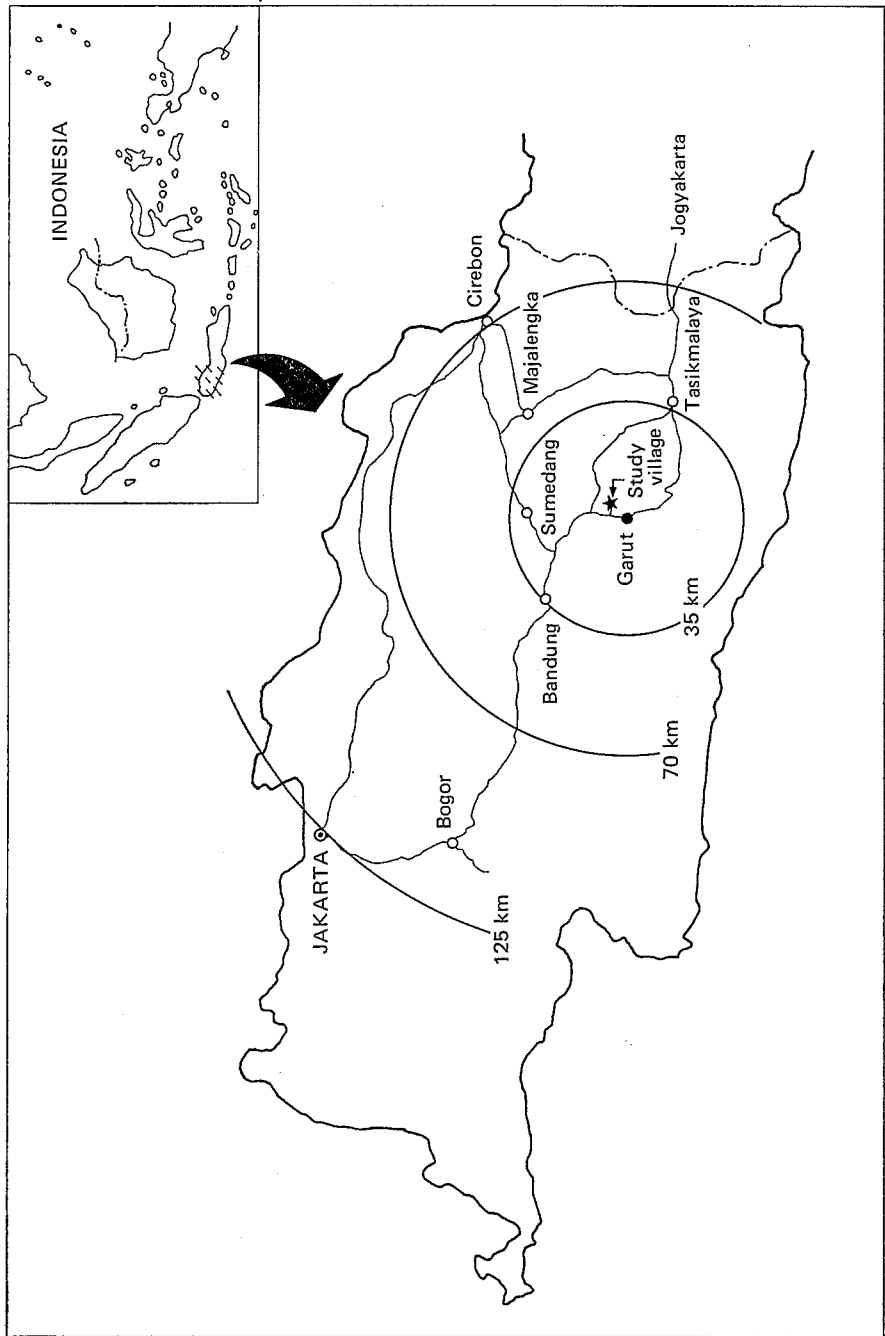 INDONESIA
Cirebon
Majalengka
Jogyakarta
Tasikmalaya
Sumedang
Study
village
Garut
Bandung
35 km
70 km
Bogor
JAKARTA
125 km